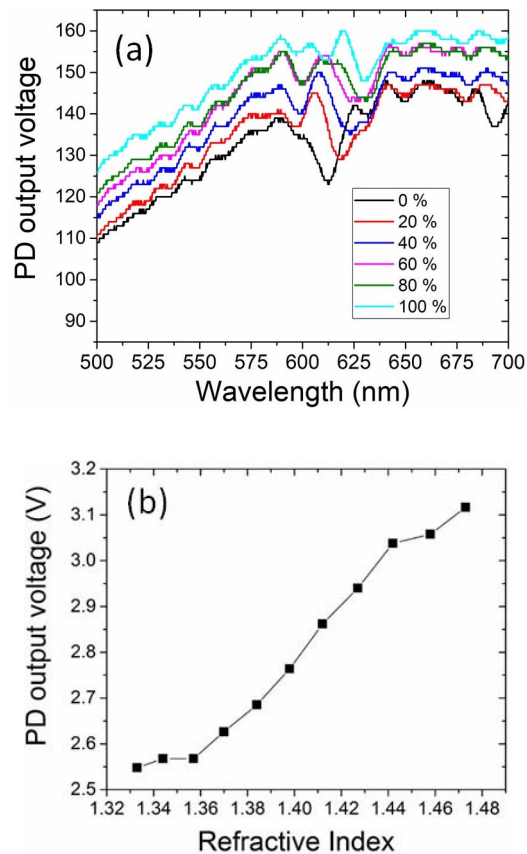 (a)
PD output voltage
160
150
140
130
120
110
100
90
0 %
20 %
40 %
60 %
80 %
100 %
500 525 550 575 600 625 650 675 700
Wavelength (nm)
(b)
PD output voltage (V)
3.2
3.1
3.0
2.9
2.8
2.7
2.6
2.5
1.32 1.34 1.36 1.38 1.40 1.42 1.44 1.46 1.48
Refractive Index